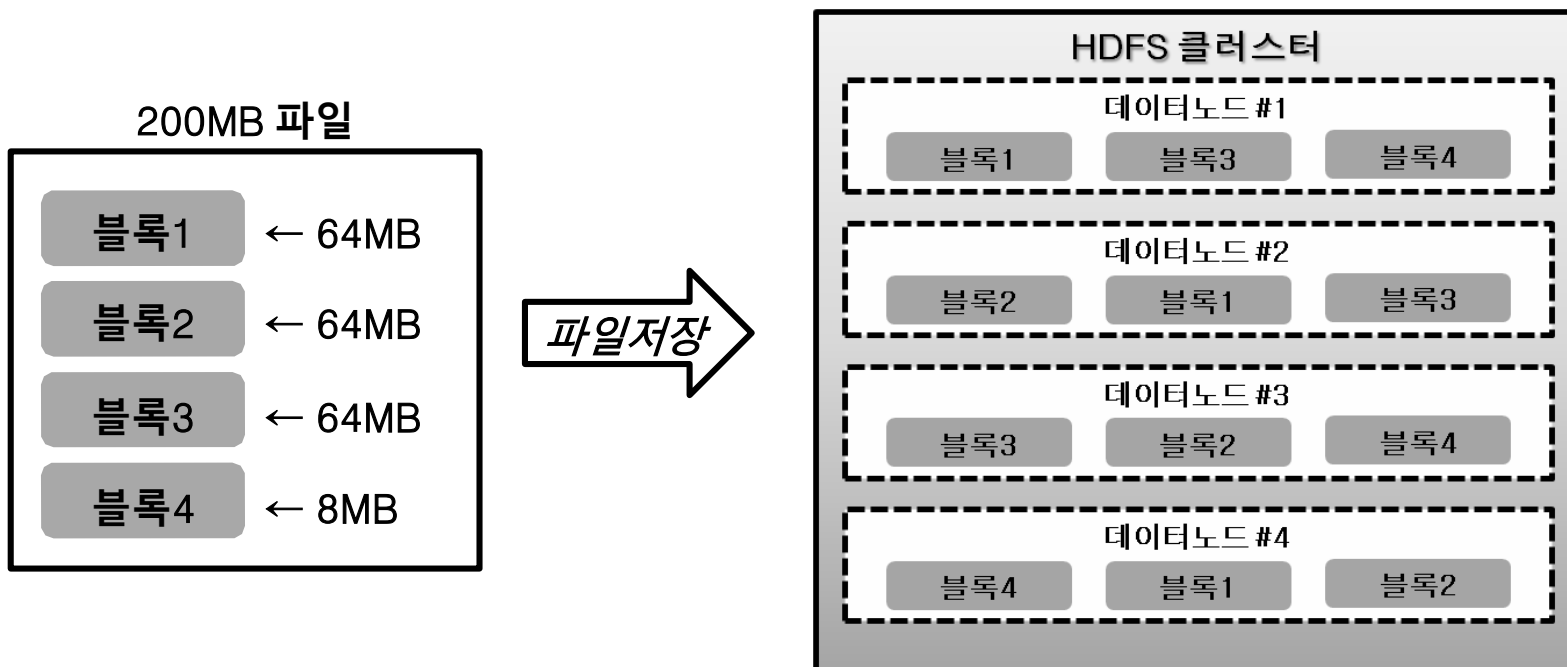 200MB 파일
블록1 ← 64MB
블록2 ← 64MB
블록3 ← 64MB
블록4 ← 8MB
파일저장
HDFS 클러스터
데이터노드 #1
블록1 블록3 블록4
데이터노드 #2
블록2 블록1 블록3
데이터노드 #3
블록3 블록2 블록4
데이터노드 #4
블록4 블록1 블록2